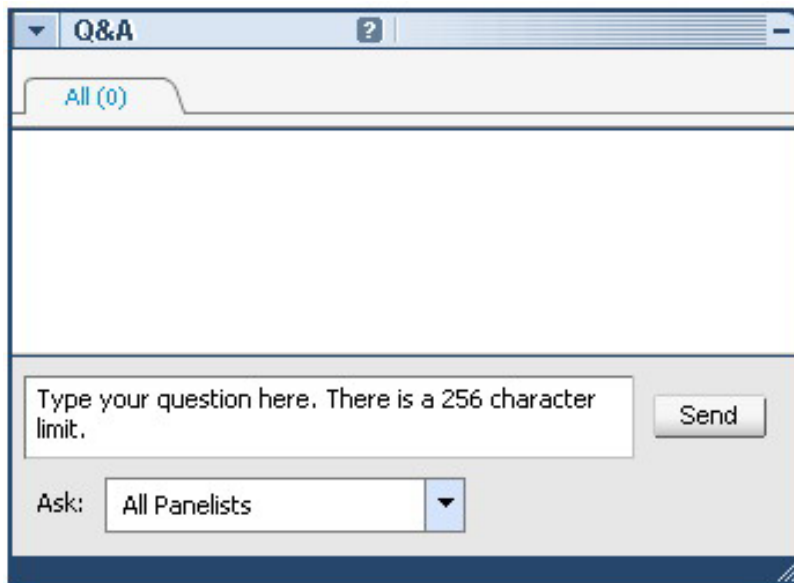 Q&A
?
All (0)
Type your question here. There is a 256 character
limit.
Send
Ask:
All Panelists